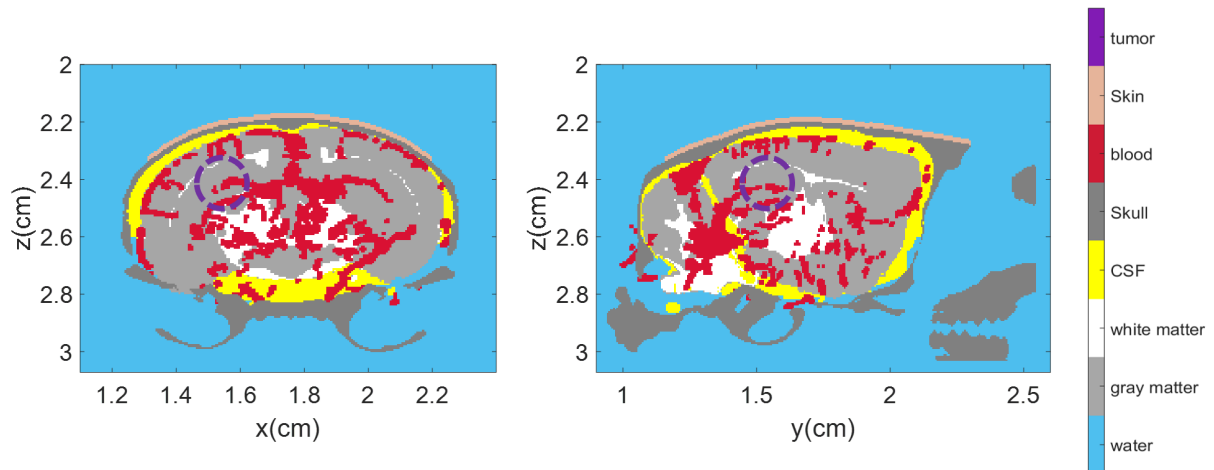 2
2.2
2.4
2.6
2.8
3
z(cm)
1.2
1.4
1.6
1.8
2
2.2
x(cm)
2
2.2
2.4
2.6
2.8
3
z(cm)
1
1.5
2
2.5
y(cm)
tumor
Skin
blood
Skull
CSF
white matter
gray matter
water